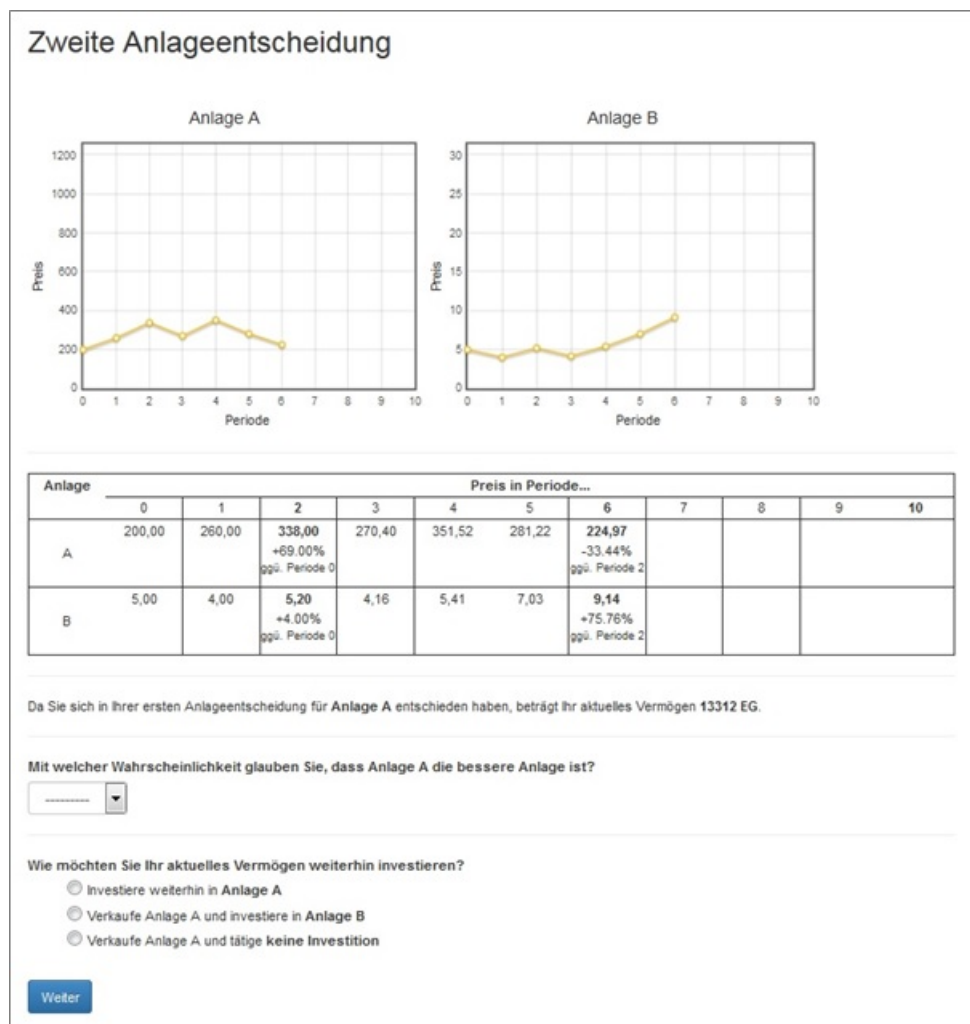 Zweite Anlageentscheidung
Anlage A
1200
1000
800
600
400
200
0
Preis
0 1 2 3 4 5 6 7 8 9 10
Periode
Anlage B
30
25
20
15
10
5
0
Preis
0 1 2 3 4 5 6 7 8 9 10
Periode
Anlage Preis in Periode...
0 1 2 3 4 5 6 7 8 9 10
A 200,00 260,00 338,00 270,40 351,52 281,22 224,97
+69.00% -33.44%
ggü. Periode 0 ggü. Periode 2
B 5,00 4,00 5,20 4,16 5,41 7,03 9,14
+4.00% +75.76%
ggü. Periode 0 ggü. Periode 2
Da Sie sich in Ihrer ersten Anlageentscheidung für Anlage A entschieden haben, beträgt Ihr aktuelles Vermögen 13312 EG.
Mit welcher Wahrscheinlichkeit glauben Sie, dass Anlage A die bessere Anlage ist?
---------
Wie möchten Sie Ihr aktuelles Vermögen weiterhin investieren?
Investiere weiterhin in Anlage A
Verkaufe Anlage A und investiere in Anlage B
Verkaufe Anlage A und tätige keine Investition
Weiter